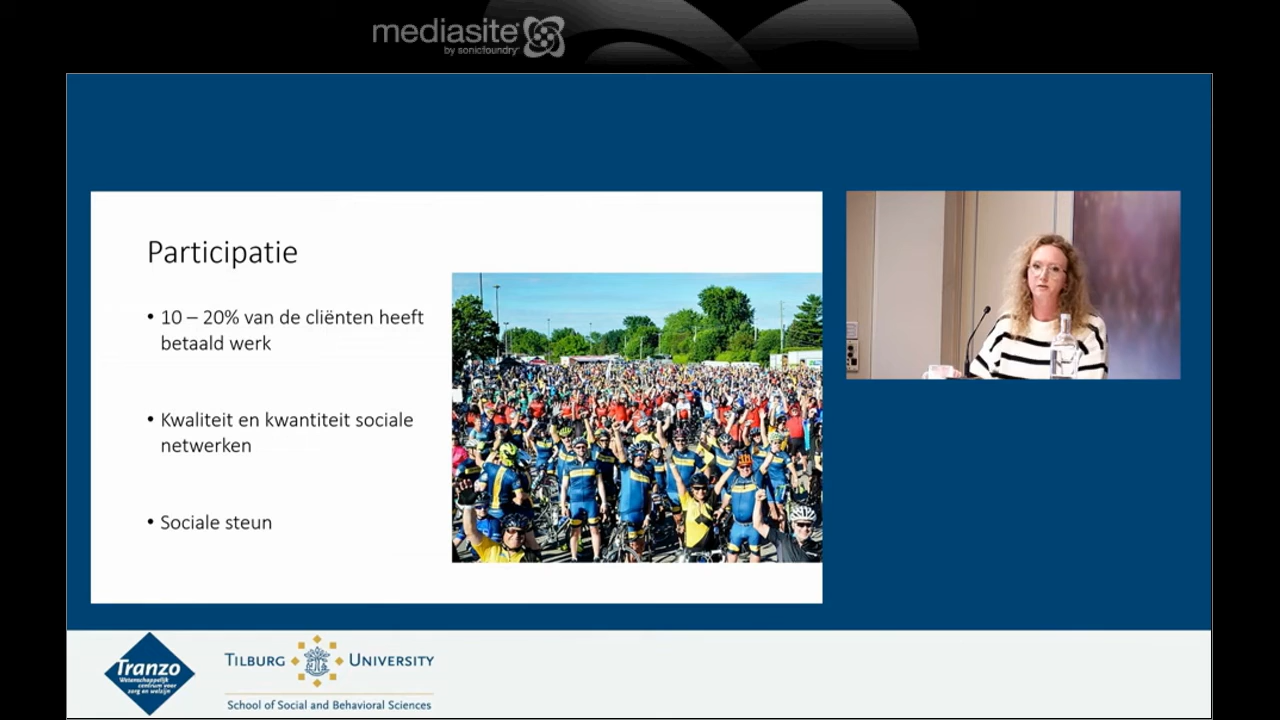 mediasite
by sonicfoundry
Participatie
• 10 – 20% van de cliënten heeft
betaald werk
• Kwaliteit en kwantiteit sociale
netwerken
• Sociale steun
Tranzo
Wetenschappelijk
centrum voor
zorg en welzijn
TILBURG UNIVERSITY
School of Social and Behavioral Sciences